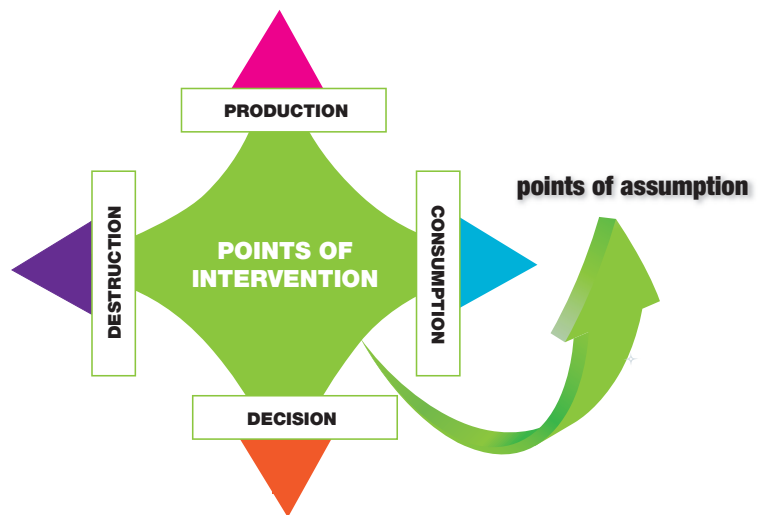 PRODUCTION
points of assumption
DESTRUCTION
POINTS OF
INTERVENTION
CONSUMPTION
DECISION